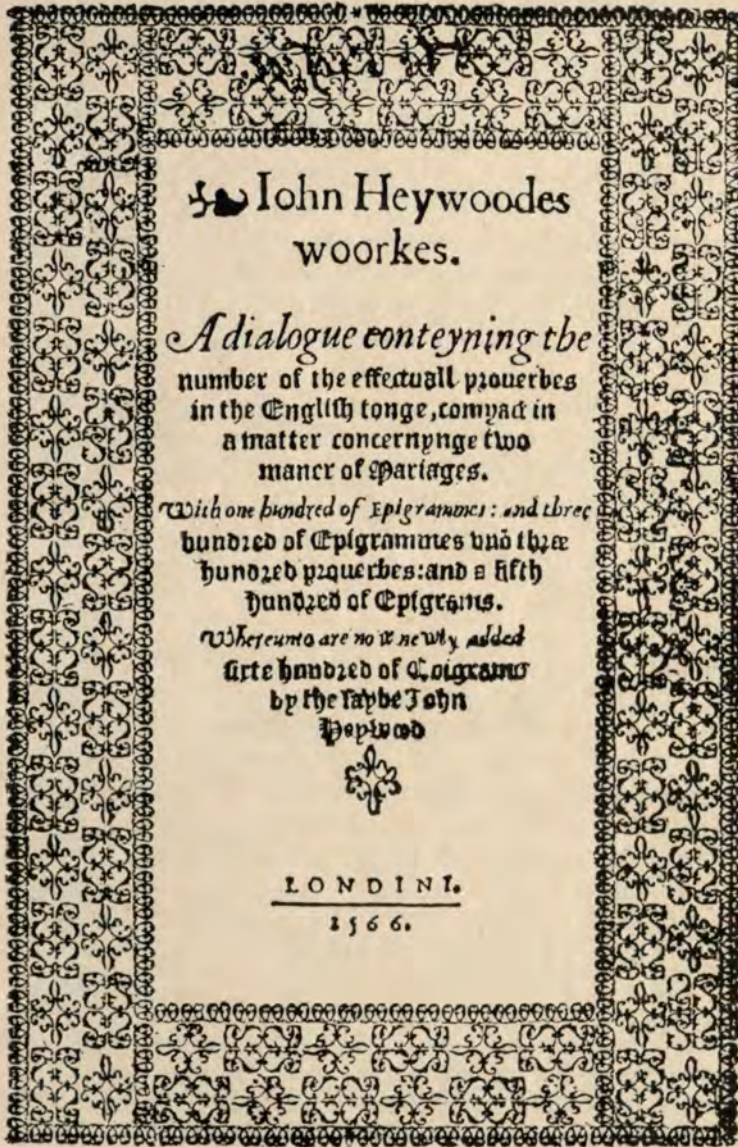 Iohn Heywoodes
woorkes.
A dialogue conteyning the
number of the effectuall prouerbes
in the Engliſh tonge, compact in
a matter concernynge two
maner of Mariages.
With one hundred of Epigrammes: and three
hundred of Epigrammes vpõ three
hundred prouerbes: and a fifth
hundred of Epigrams.
Whereunto are now newly added
ſixte hundred of Epigrams
by the ſayde John
Heywood
LONDINI.
1566.